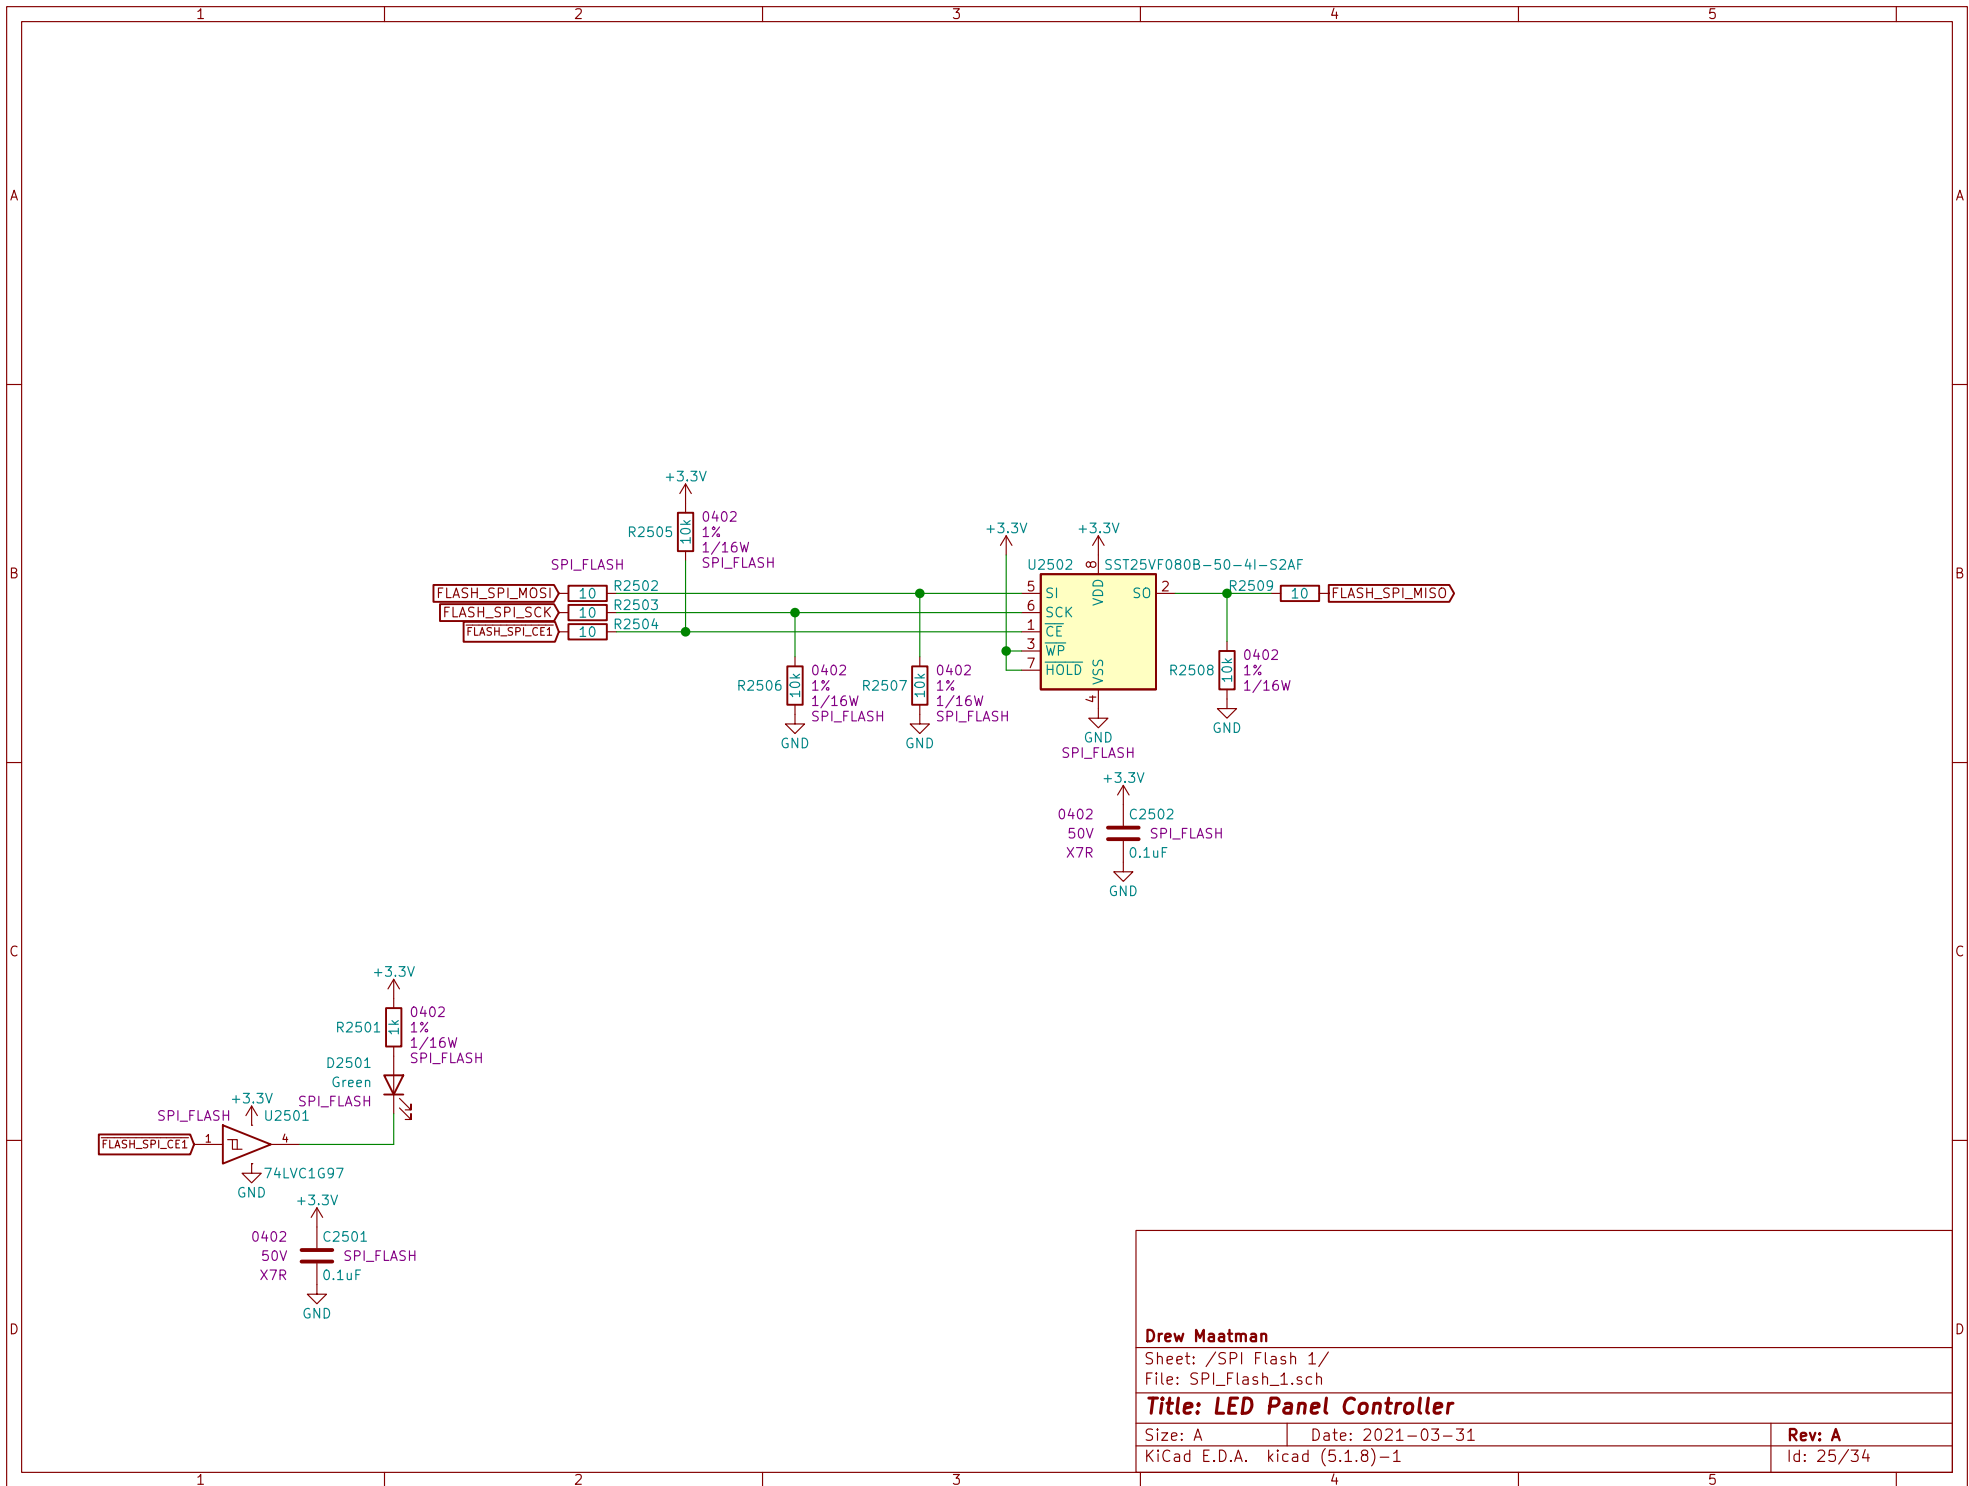 1 2 3 4 5
A A
B B
C C
D D
+3.3V
R2505 10k
0402
1%
1/16W
SPI_FLASH
SPI_FLASH
FLASH_SPI_MOSI 10 R2502
FLASH_SPI_SCK 10 R2503
FLASH_SPI_CE1 10 R2504
R2506 10k
0402
1%
1/16W
SPI_FLASH
GND
R2507 10k
0402
1%
1/16W
SPI_FLASH
GND
+3.3V
+3.3V
U2502 8 SST25VF080B-50-4I-S2AF
5 SI VDD SO 2
6 SCK
1 CE
3 WP
7 HOLD VSS
4
GND
SPI_FLASH
R2509 10 FLASH_SPI_MISO
R2508 10k
0402
1%
1/16W
GND
+3.3V
0402 C2502
50V SPI_FLASH
X7R 0.1uF
GND
+3.3V
R2501 1k
0402
1%
1/16W
SPI_FLASH
D2501
Green
SPI_FLASH
+3.3V
SPI_FLASH U2501
FLASH_SPI_CE1 1 4
74LVC1G97
GND
+3.3V
0402 C2501
50V SPI_FLASH
X7R 0.1uF
GND
Drew Maatman
Sheet: /SPI Flash 1/
File: SPI_Flash_1.sch
Title: LED Panel Controller
Size: A Date: 2021-03-31 Rev: A
KiCad E.D.A. kicad (5.1.8)-1 Id: 25/34
1 2 3 4 5